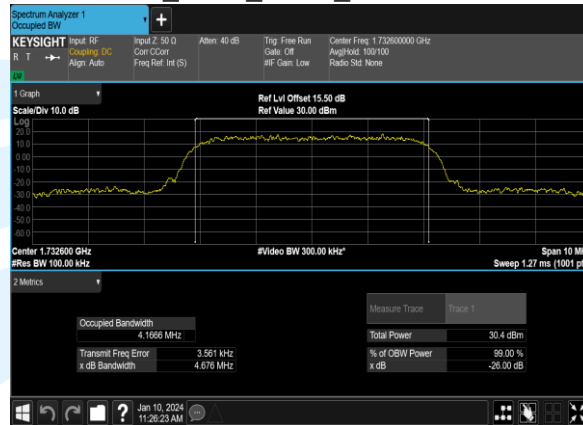 Spectrum Analyzer 1
Occupied BW
+
KEYSIGHT
R T
Input: RF
Coupling: DC
Align: Auto
Input Z: 50 Ω
Corr CCorr
Freq Ref: Int (S)
Atten: 40 dB
Trig: Free Run
Gate: Off
#IF Gain: Low
Center Freq: 1.732600000 GHz
Avg|Hold: 100/100
Radio Std: None
1 Graph
Scale/Div 10.0 dB
Ref Lvl Offset 15.50 dB
Ref Value 30.00 dBm
Log
20.0
10.0
0.00
-10.0
-20.0
-30.0
-40.0
-50.0
-60.0
Center 1.732600 GHz
#Res BW 100.00 kHz
#Video BW 300.00 kHz*
Span 10 M
Sweep 1.27 ms (1001 pt
2 Metrics
Measure Trace
Trace 1
Occupied Bandwidth
4.1666 MHz
Total Power
30.4 dBm
Transmit Freq Error
3.561 kHz
% of OBW Power
99.00 %
x dB Bandwidth
4.676 MHz
x dB
-26.00 dB
?
Jan 10, 2024
11:26:23 AM